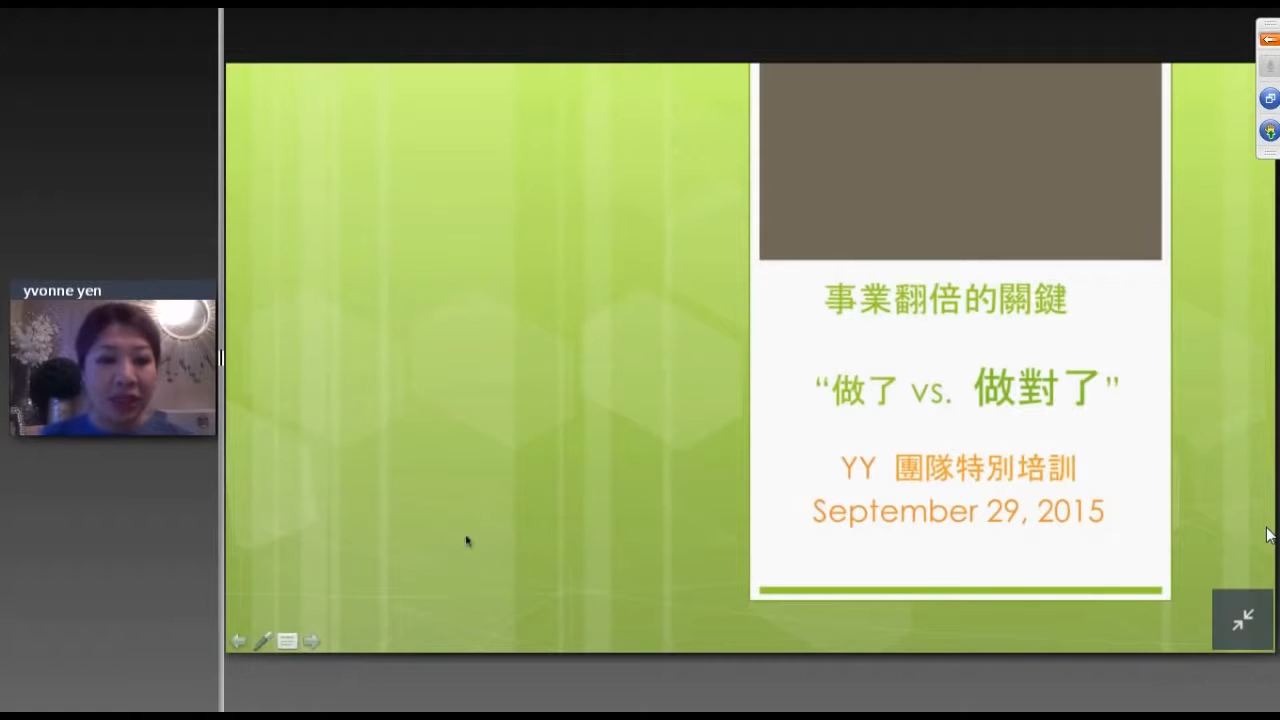 yvonne yen
事業翻倍的關鍵
“做了 vs. 做對了”
YY 團隊特別培訓
September 29, 2015